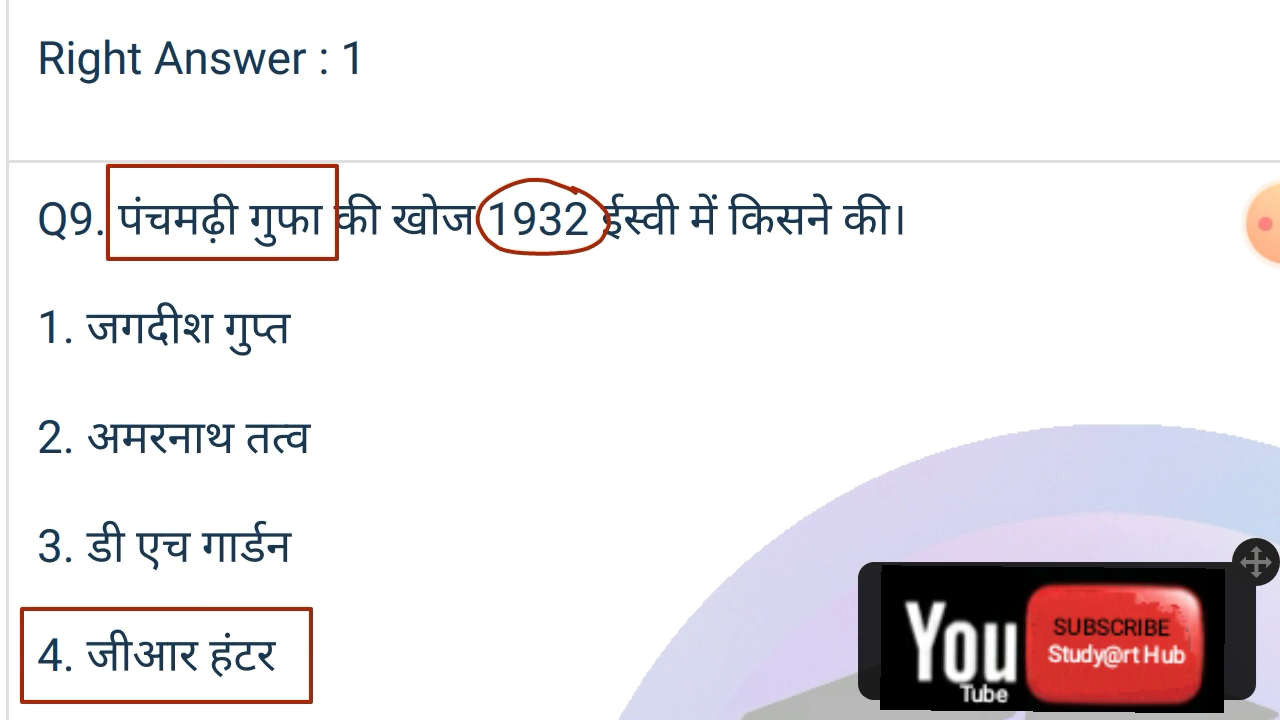 Right Answer : 1
Q9. पंचमढ़ी गुफा की खोज 1932 ईस्वी में किसने की।
1. जगदीश गुप्त
2. अमरनाथ तत्व
3. डी एच गार्डन
4. जीआर हंटर
You
Tube
SUBSCRIBE
Study@rt Hub